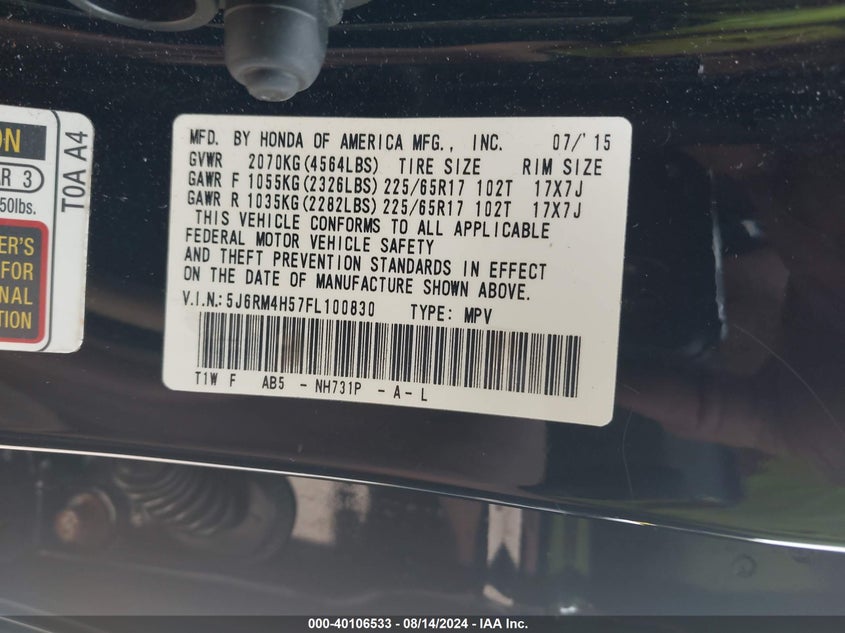 ON
AR 3
50lbs.
ER'S
FOR
NAL
TION
T0A A4
MFD. BY HONDA OF AMERICA MFG., INC. 07/'15
GVWR 2070KG(4564LBS) TIRE SIZE RIM SIZE
GAWR F 1055KG(2326LBS) 225/65R17 102T 17X7J
GAWR R 1035KG(2282LBS) 225/65R17 102T 17X7J
THIS VEHICLE CONFORMS TO ALL APPLICABLE
FEDERAL MOTOR VEHICLE SAFETY
AND THEFT PREVENTION STANDARDS IN EFFECT
ON THE DATE OF MANUFACTURE SHOWN ABOVE.
V.I.N.: 5J6RM4H57FL100830 TYPE: MPV
T1W F AB5 - NH731P - A - L
000-40106533 - 08/14/2024 - IAA Inc.